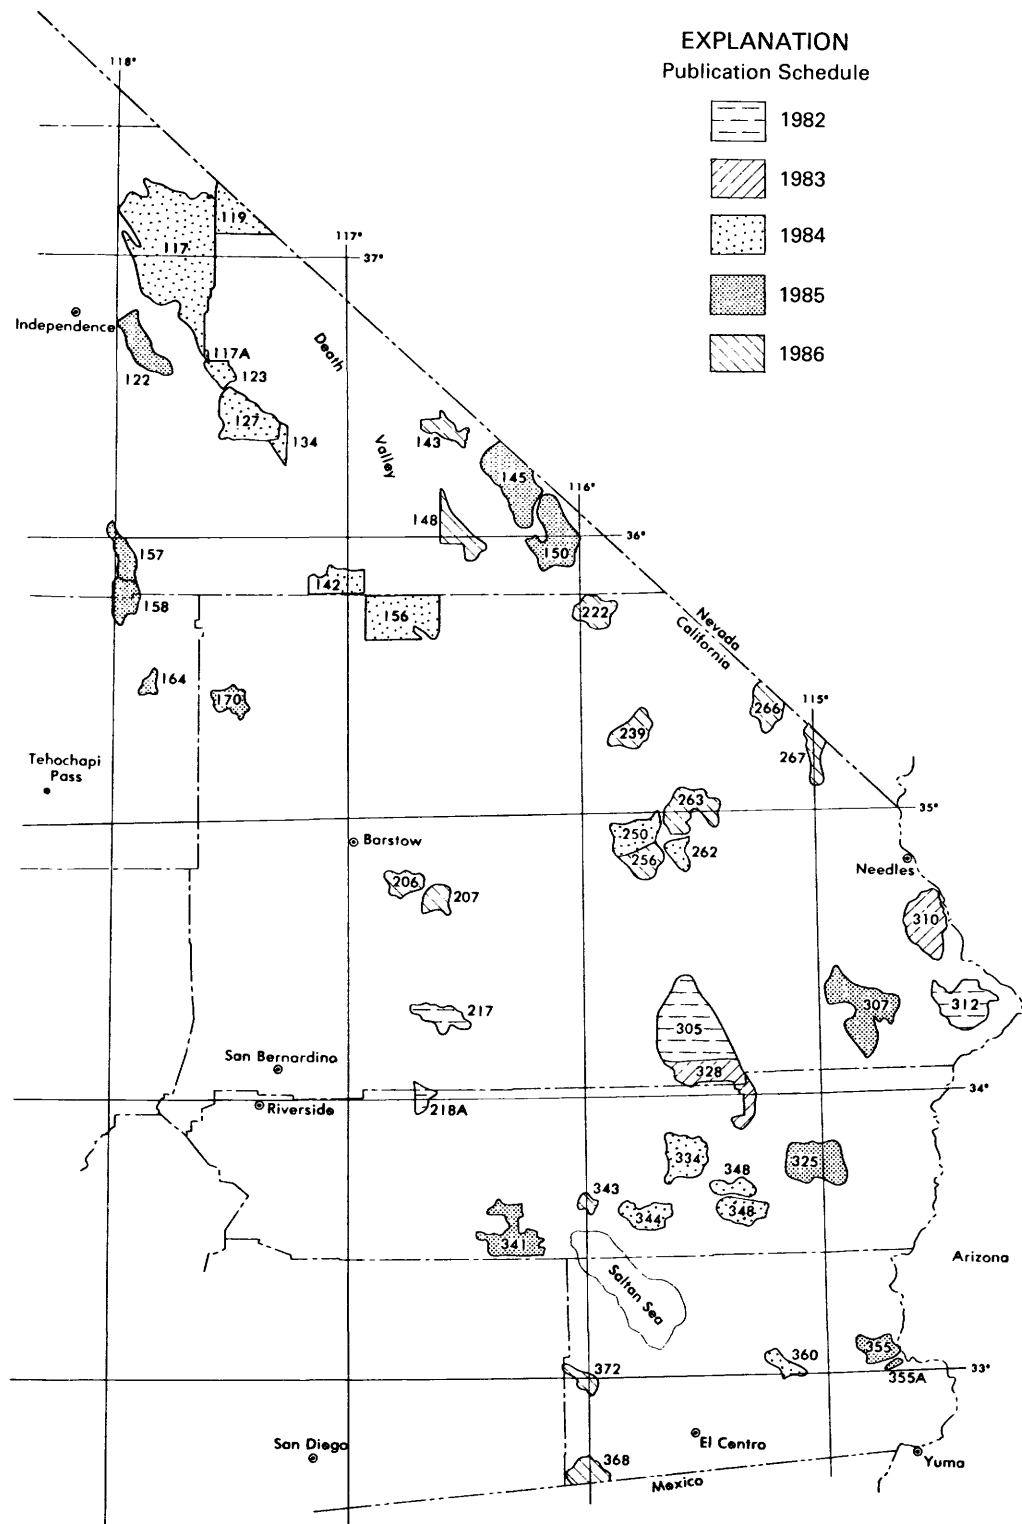 EXPLANATION
Publication Schedule
1982
1983
1984
1985
1986
118°
119
117
117°
37°
Independence
Death
117A
122
123
127
134
Valley
143
145
116°
148
150
36°
157
142
158
156
222
Nevada
California
164
170
115°
266
239
267
Tehachapi
Pass
263
35°
250
262
256
Barstow
Needles
206
207
310
217
305
307
312
San Bernardino
328
34°
218A
Riverside
334
325
348
343
344
348
341
Arizona
Saltan Sea
355
360
355A
33°
372
San Diego
El Centro
368
Yuma
Mexico